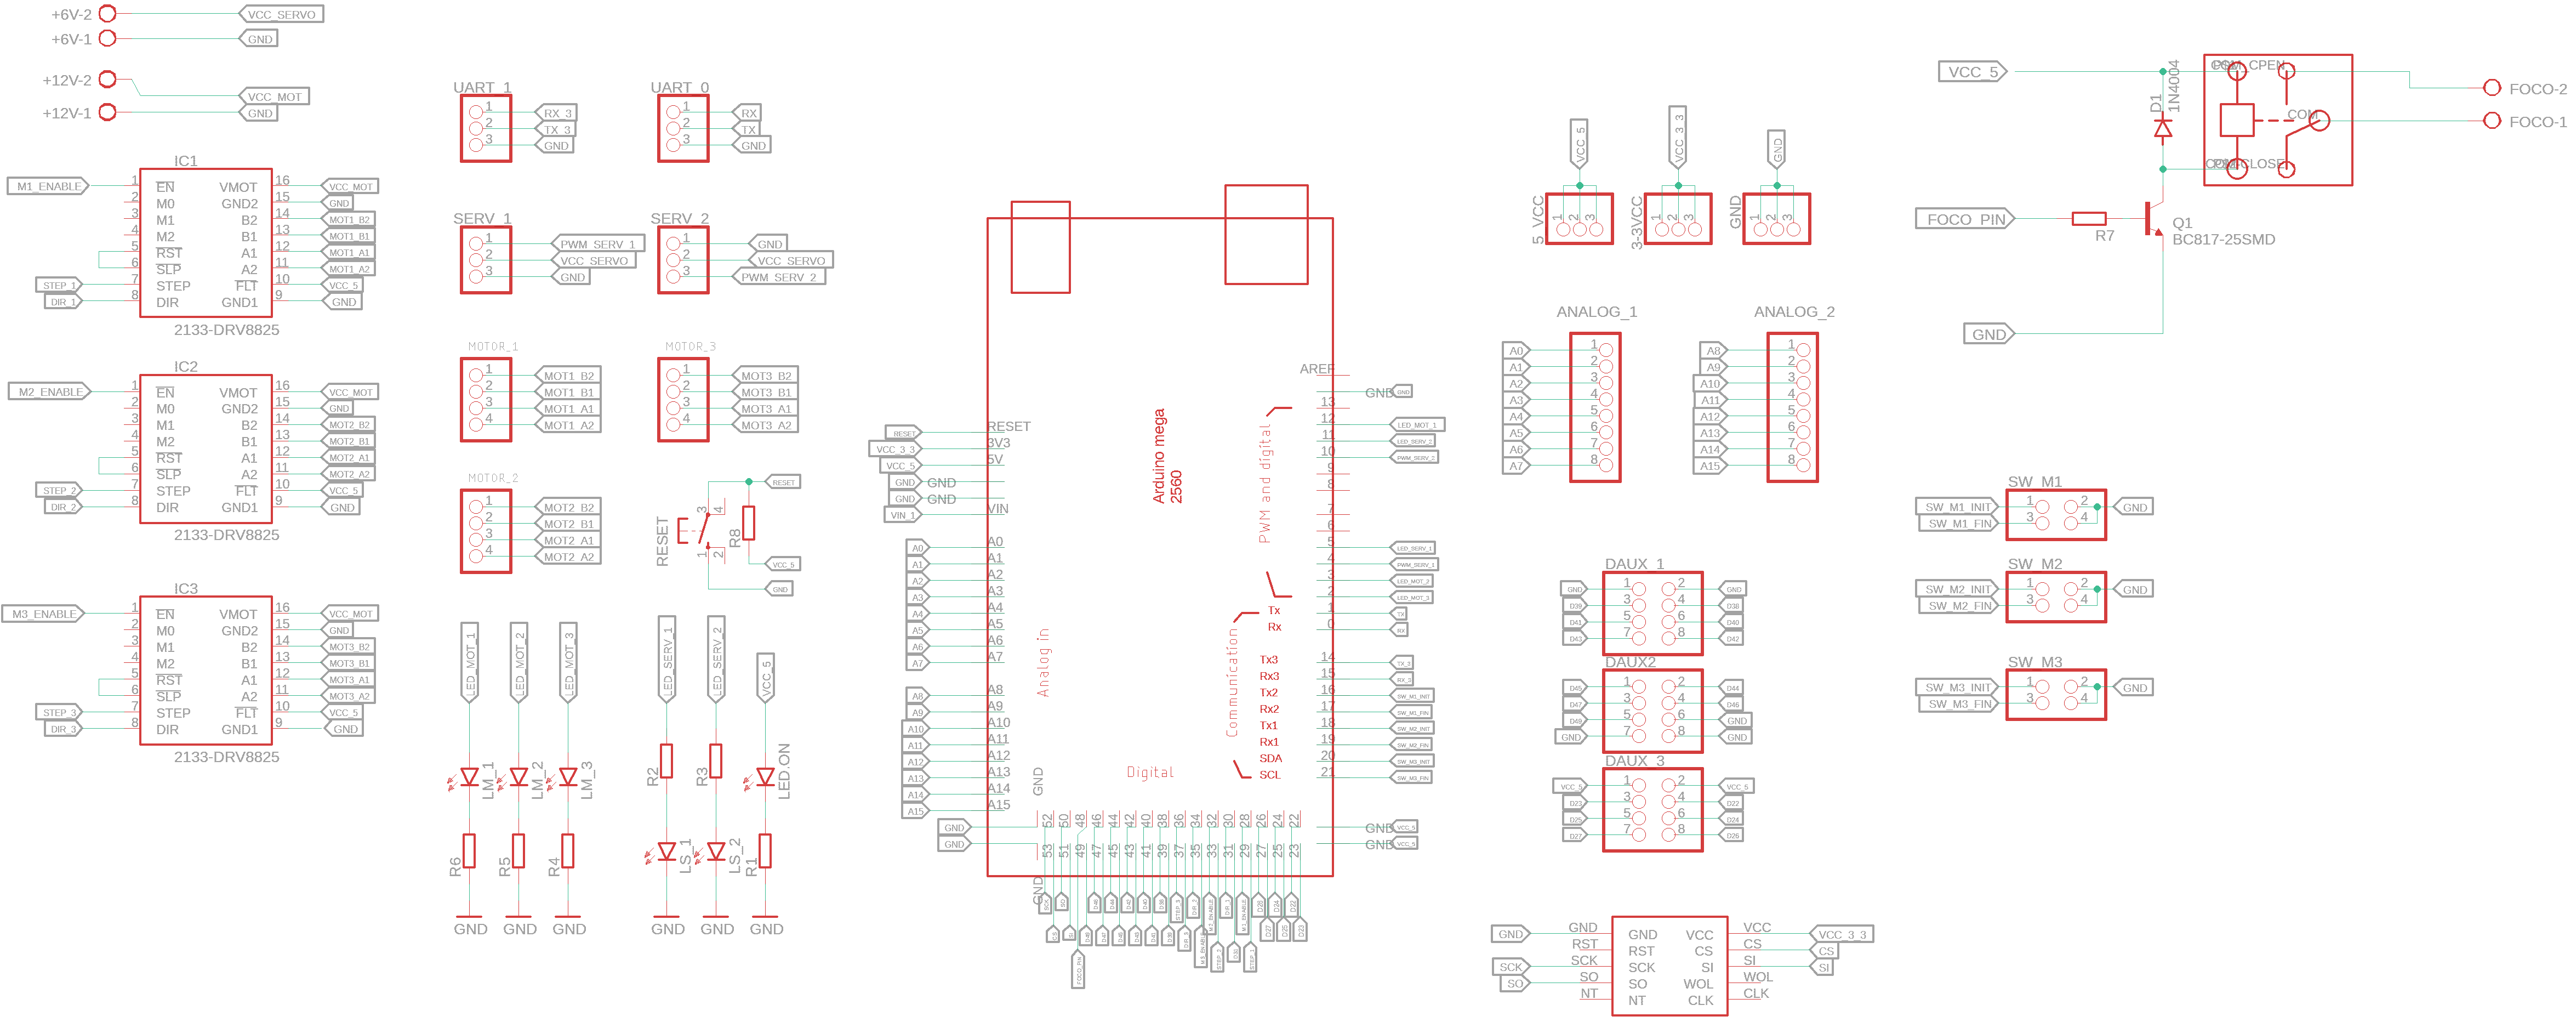 +6V-2
VCC_SERVO
+6V-1
GND
+12V-2
VCC_MOT
+12V-1
GND
IC1
M1_ENABLE
1 EN VMOT 16 VCC_MOT
2 M0 GND2 15 GND
3 M1 B2 14 MOT1_B2
4 M2 B1 13 MOT1_B1
5 RST A1 12 MOT1_A1
6 SLP A2 11 MOT1_A2
STEP_1 7 STEP FLT 10 VCC_5
DIR_1 8 DIR GND1 9 GND
2133-DRV8825
IC2
M2_ENABLE
1 EN VMOT 16 VCC_MOT
2 M0 GND2 15 GND
3 M1 B2 14 MOT2_B2
4 M2 B1 13 MOT2_B1
5 RST A1 12 MOT2_A1
6 SLP A2 11 MOT2_A2
STEP_2 7 STEP FLT 10 VCC_5
DIR_2 8 DIR GND1 9 GND
2133-DRV8825
IC3
M3_ENABLE
1 EN VMOT 16 VCC_MOT
2 M0 GND2 15 GND
3 M1 B2 14 MOT3_B2
4 M2 B1 13 MOT3_B1
5 RST A1 12 MOT3_A1
6 SLP A2 11 MOT3_A2
STEP_3 7 STEP FLT 10 VCC_5
DIR_3 8 DIR GND1 9 GND
2133-DRV8825
UART_1
1 RX_3
2 TX_3
3 GND
UART_0
1 RX
2 TX
3 GND
SERV_1
1 PWM_SERV_1
2 VCC_SERVO
3 GND
SERV_2
1 GND
2 VCC_SERVO
3 PWM_SERV_2
MOTOR_1
1 MOT1_B2
2 MOT1_B1
3 MOT1_A1
4 MOT1_A2
MOTOR_3
1 MOT3_B2
2 MOT3_B1
3 MOT3_A1
4 MOT3_A2
MOTOR_2
1 MOT2_B2
2 MOT2_B1
3 MOT2_A1
4 MOT2_A2
RESET
RESET
3 4
1 2
R8
VCC_5
GND
LED_MOT_1
LED_MOT_2
LED_MOT_3
LED_SERV_1
LED_SERV_2
VCC_5
LM_1
LM_2
LM_3
R2
R3
LED.ON
R6
R5
R4
LS_1
LS_2
R1
GND
GND
GND
GND
GND
GND
Arduino mega
2560
RESET RESET
VCC_3_3 3V3
VCC_5 5V
GND GND
GND GND
VIN_1 VIN
A0 A0
A1 A1
A2 A2
A3 A3
A4 A4
A5 A5
A6 A6
A7 A7
A8 A8
A9 A9
A10 A10
A11 A11
A12 A12
A13 A13
A14 A14
A15 A15
GND
GND
GND
GND
Analog in
PWM and digital
Communication
Digital
AREF
GND GND
13
12 LED_MOT_1
11 LED_SERV_2
10 PWM_SERV_2
9
8
7
6
5 LED_SERV_1
4 PWM_SERV_1
3 LED_MOT_2
2 LED_MOT_3
Tx 1 TX
Rx 0 RX
Tx3 14 TX_3
Rx3 15 RX_3
Tx2 16 SW_M1_INIT
Rx2 17 SW_M1_FIN
Tx1 18 SW_M2_INIT
Rx1 19 SW_M2_FIN
SDA 20 SW_M3_INIT
SCL 21 SW_M3_FIN
GND VCC_5
GND VCC_5
52 50 48 46 44 42 40 38 36 34 32 30 28 26 24 22
53 51 49 47 45 43 41 39 37 35 33 31 29 27 25 23
SCK
SO
CS
SI
FOCO_PIN
VCC_5
VCC_3_3
GND
5_VCC
1 2 3
3-3VCC
1 2 3
GND
1 2 3
ANALOG_1
A0 1
A1 2
A2 3
A3 4
A4 5
A5 6
A6 7
A7 8
ANALOG_2
A8 1
A9 2
A10 3
A11 4
A12 5
A13 6
A14 7
A15 8
DAUX_1
GND 1 2 GND
D39 3 4 D38
D41 5 6 D40
D43 7 8 D42
DAUX2
D45 1 2 D44
D47 3 4 D46
D49 5 6 GND
GND 7 8 GND
DAUX_3
VCC_5 1 2 VCC_5
D23 3 4 D22
D25 5 6 D24
D27 7 8 D26
GND GND GND VCC VCC VCC_3_3
RST RST CS CS CS
SCK SCK SCK SI SI SI
SO SO SO WOL WOL
NT NT CLK CLK
VCC_5
D1
1N4004
CPEN
COM
CLOSE
FOCO-2
FOCO-1
FOCO_PIN
R7
Q1
BC817-25SMD
GND
SW_M1
SW_M1_INIT 1 2 GND
SW_M1_FIN 3 4
SW_M2
SW_M2_INIT 1 2 GND
SW_M2_FIN 3 4
SW_M3
SW_M3_INIT 1 2 GND
SW_M3_FIN 3 4